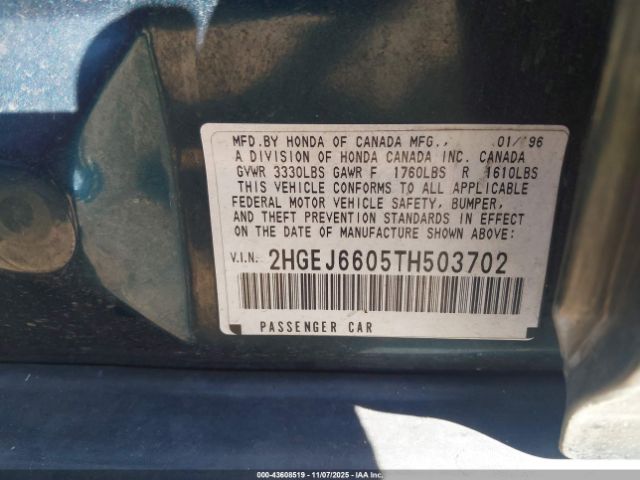 MFD.BY HONDA OF CANADA MFG., 01/96
A DIVISION OF HONDA CANADA INC. CANADA
GVWR 3330LBS GAWR F 1760LBS R 1610LBS
THIS VEHICLE CONFORMS TO ALL APPLICABLE
FEDERAL MOTOR VEHICLE SAFETY, BUMPER,
AND THEFT PREVENTION STANDARDS IN EFFECT
ON THE DATE OF MANUFACTURE SHOWN ABOVE:
V.I.N. 2HGEJ6605TH503702
PASSENGER CAR
000-43608519 - 11/07/2025 - IAAI.COM